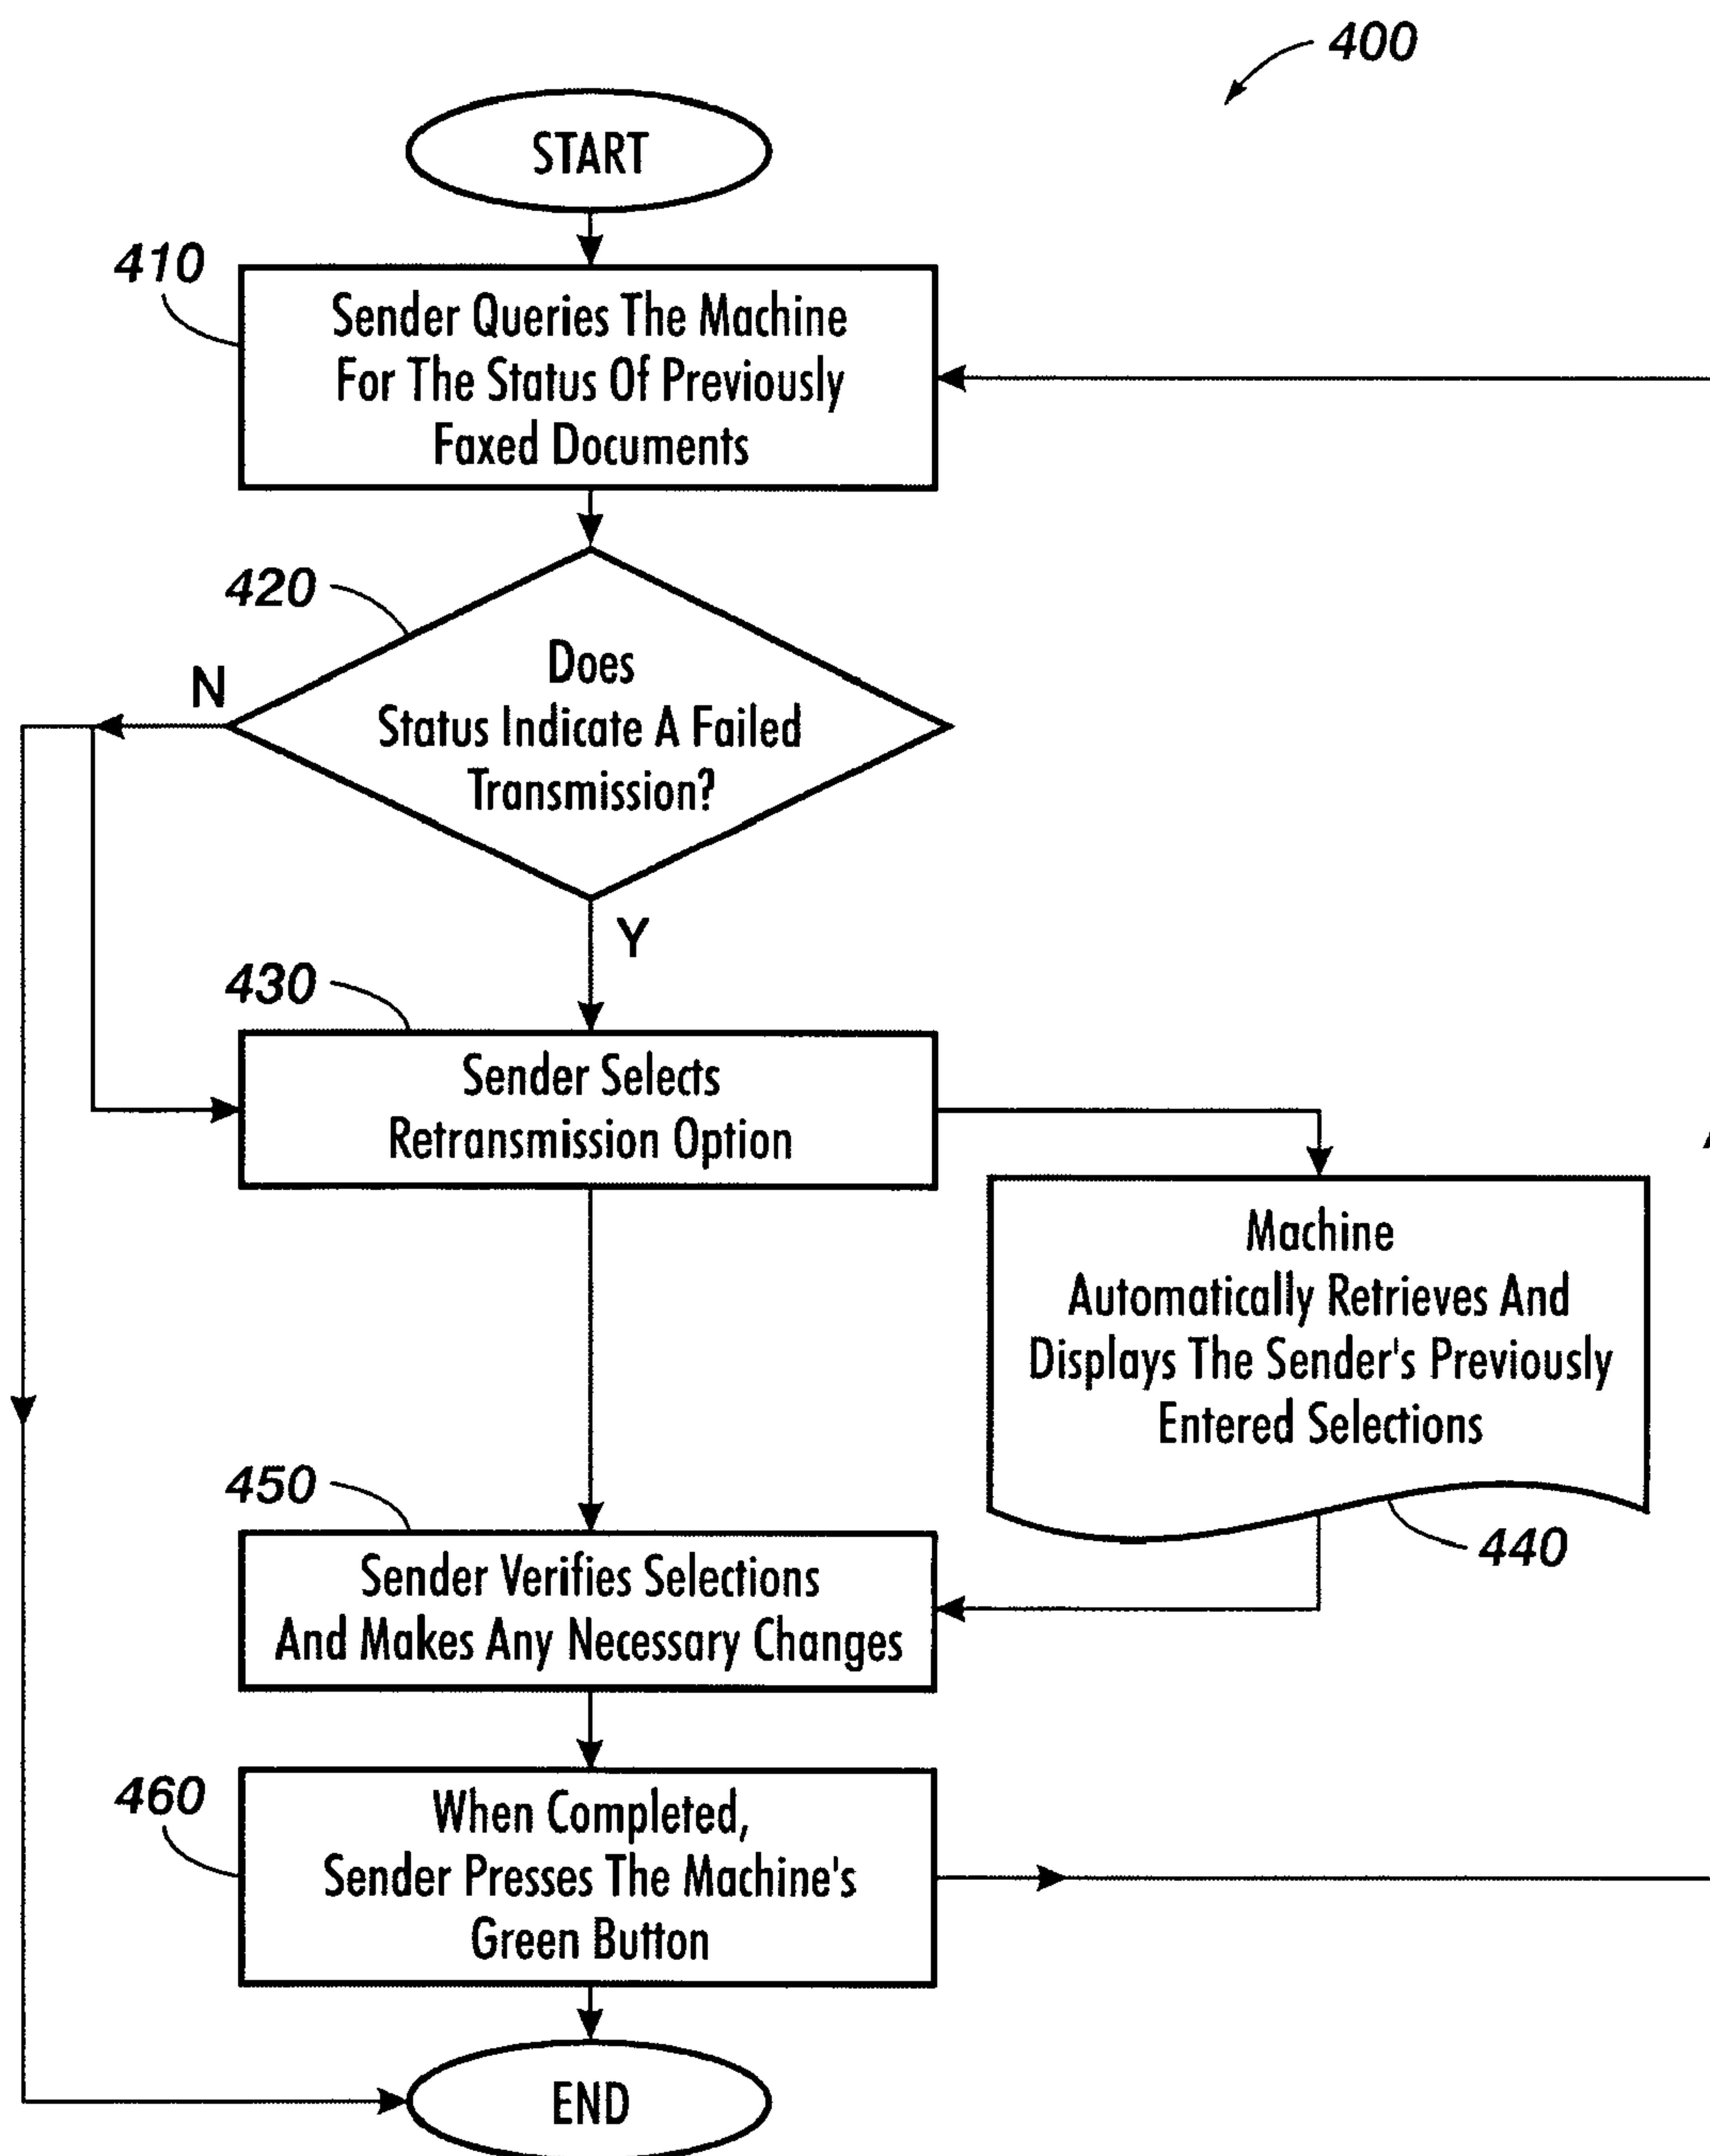 400
START
410
Sender Queries The Machine
For The Status Of Previously
Faxed Documents
420
Does
Status Indicate A Failed
Transmission?
N
Y
430
Sender Selects
Retransmission Option
Machine
Automatically Retrieves And
Displays The Sender's Previously
Entered Selections
440
450
Sender Verifies Selections
And Makes Any Necessary Changes
460
When Completed,
Sender Presses The Machine's
Green Button
END